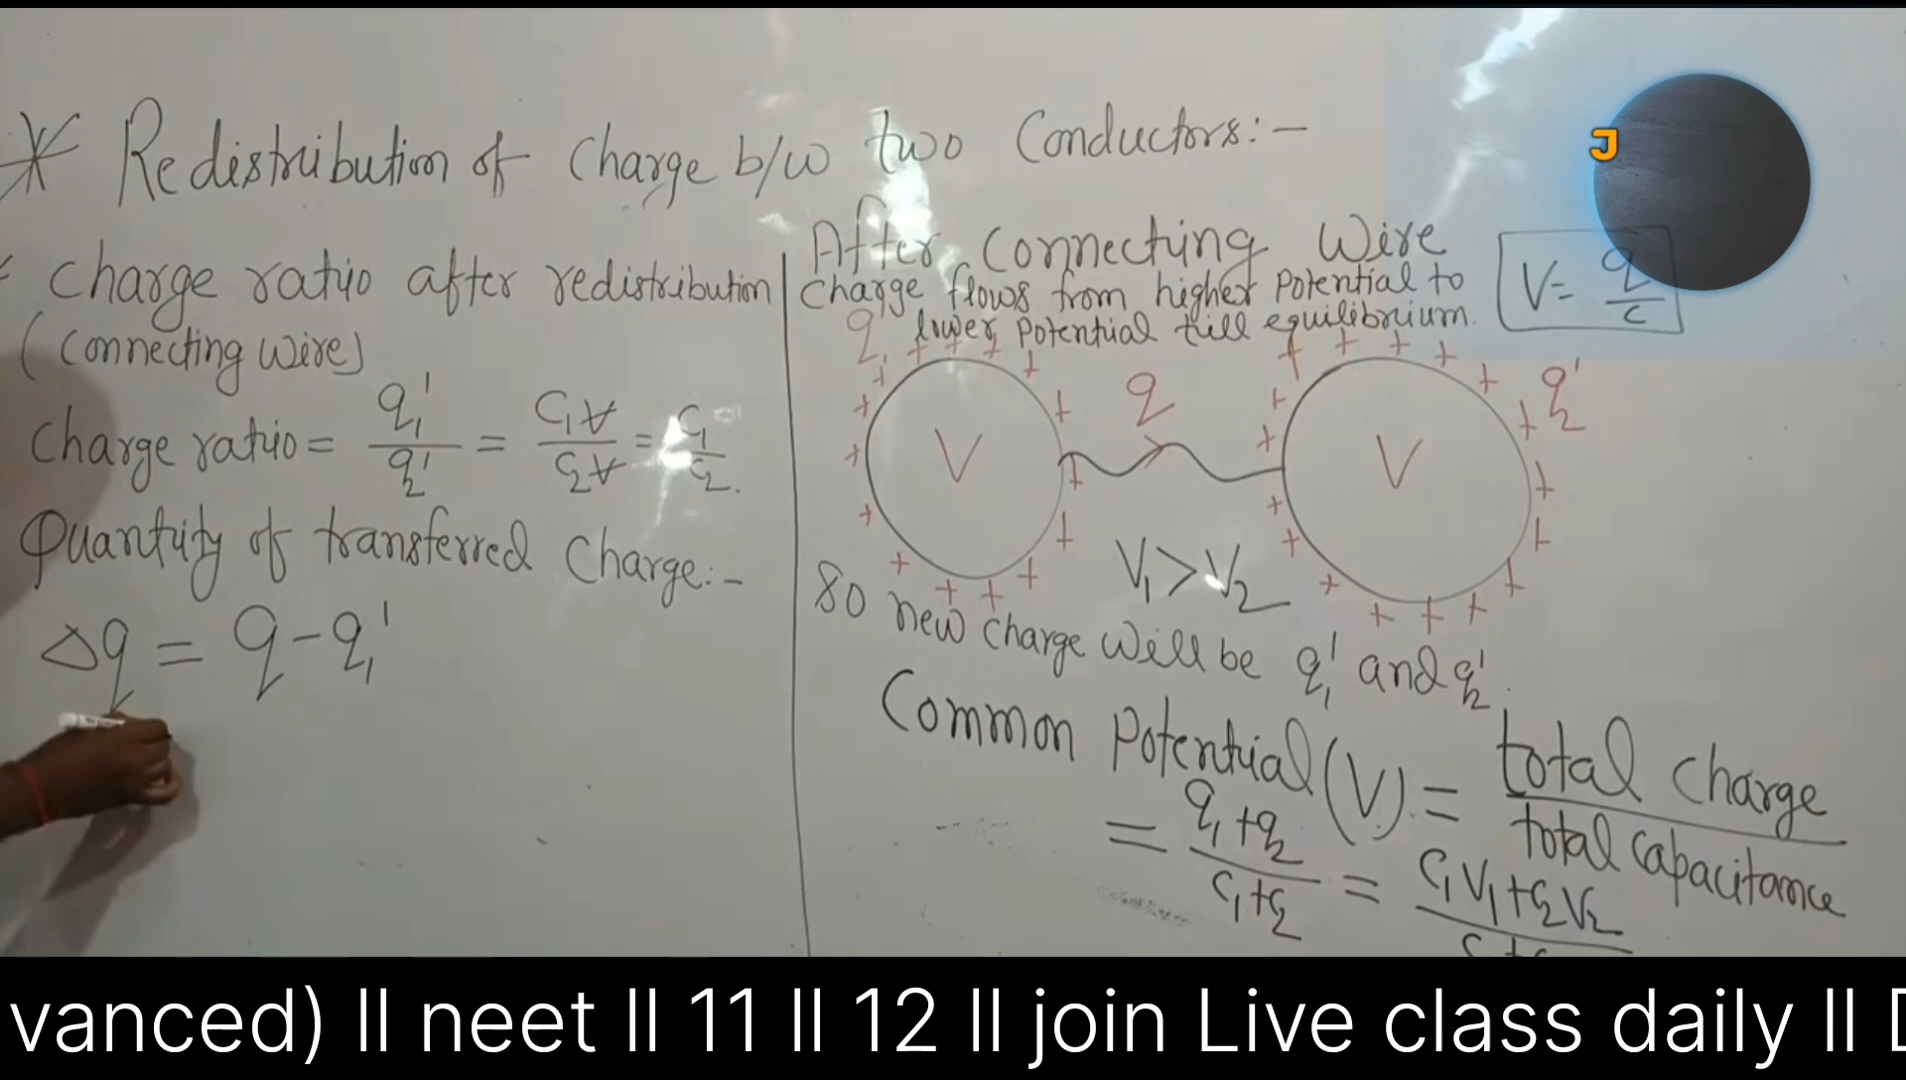 * Redistribution of Charge b/w two Conductors:-
Charge ratio after redistribution
(Connecting Wire)
Charge ratio = q₁' / q₂' = C₁V / C₂V = C₁ / C₂.
Quantity of transferred Charge:-
Δq = q - q₁'
After Connecting Wire
Charge flows from higher Potential to
lower Potential till equilibrium.
V = q / c
J
q₁'
V
q
V
q₂'
V₁ > V₂
So new charge will be q₁' and q₂'.
Common Potential (V) = total Charge / total Capacitance
= q₁+q₂ / c₁+c₂ = C₁V₁+C₂V₂ / C₁+C
vanced) ll neet ll 11 ll 12 ll join Live class daily ll D